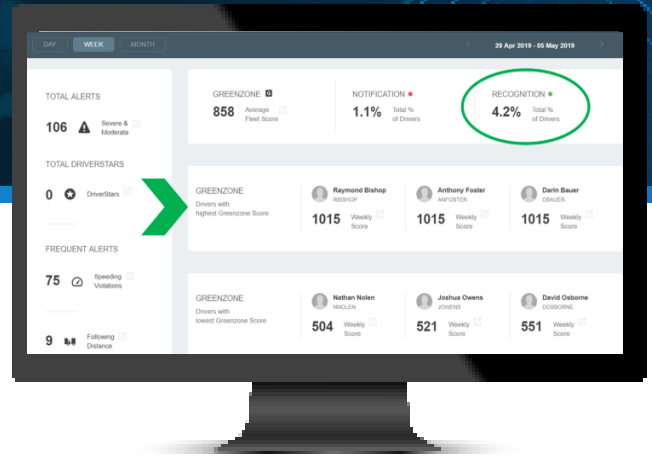 DAY WEEK MONTH 29 Apr 2019 - 05 May 2019
TOTAL ALERTS
106 Severe &
Moderate
TOTAL DRIVERSTARS
0 DriverStars
FREQUENT ALERTS
75 Speeding
Violations
9 Following
Distance
GREENZONE G
858 Average
Fleet Score
NOTIFICATION
1.1% Total %
of Drivers
RECOGNITION
4.2% Total %
of Drivers
GREENZONE
Drivers with
highest Greenzone Score
Raymond Bishop
RBISHOP
1015 Weekly
Score
Anthony Foster
ANFOSTER
1015 Weekly
Score
Darin Bauer
DBAUER
1015 Weekly
Score
GREENZONE
Drivers with
lowest Greenzone Score
Nathan Nolen
NNOLEN
504 Weekly
Score
Joshua Owens
JOWENS
521 Weekly
Score
David Osborne
DOSBORNE
551 Weekly
Score